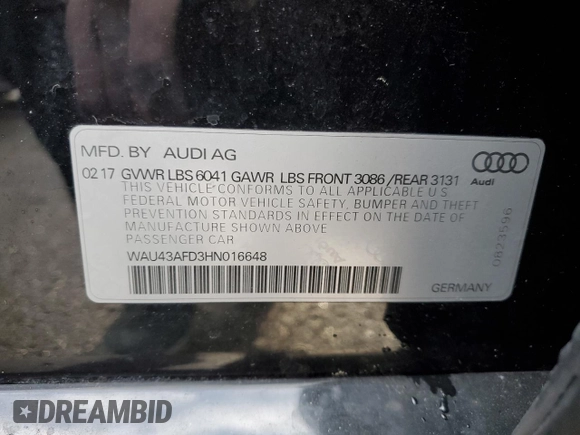 MFD. BY AUDI AG
02 17 GVWR LBS 6041 GAWR LBS FRONT 3086 /REAR 3131
THIS VEHICLE CONFORMS TO ALL APPLICABLE U S
FEDERAL MOTOR VEHICLE SAFETY, BUMPER AND THEFT
PREVENTION STANDARDS IN EFFECT ON THE DATE OF
MANUFACTURE SHOWN ABOVE
PASSENGER CAR
WAU43AFD3HN016648
GERMANY
Audi
0823596
DREAMBID